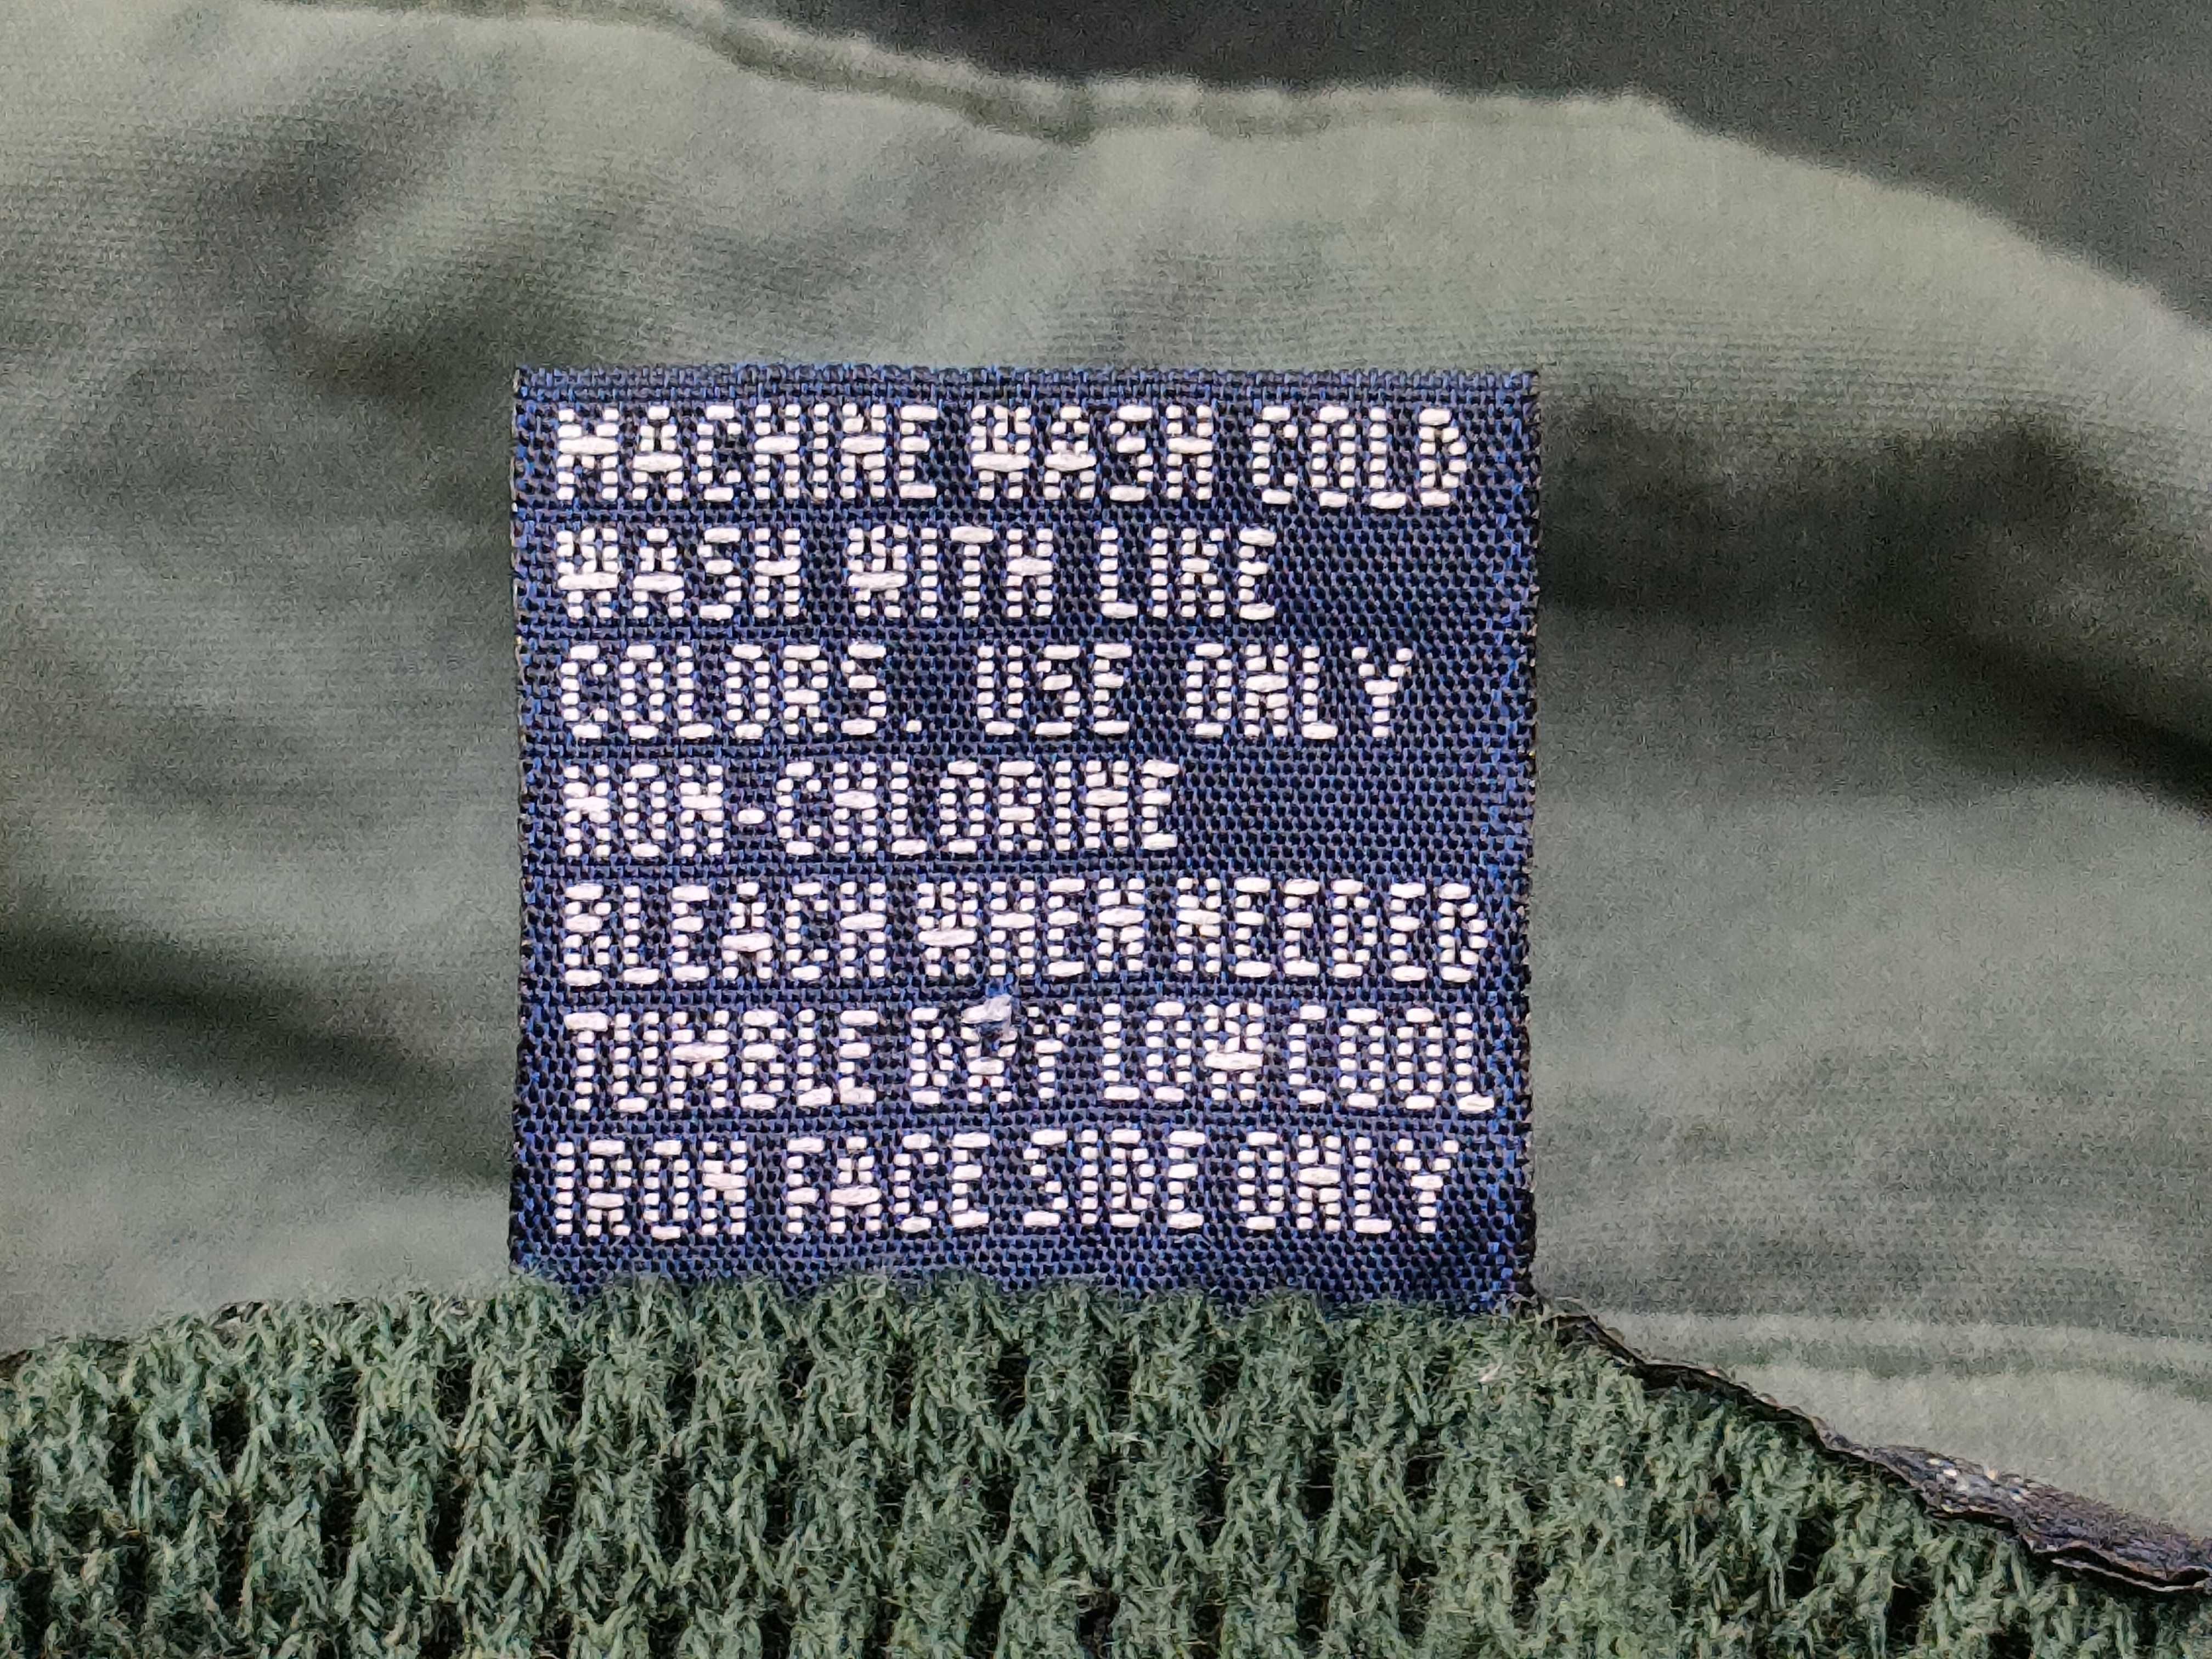 MACHINE WASH COLD
WASH WITH LIKE
COLORS. USE ONLY
NON-CHLORINE
BLEACH WHEN NEEDED
TUMBLE DRY LOW COOL
IRON FACE SIDE ONLY